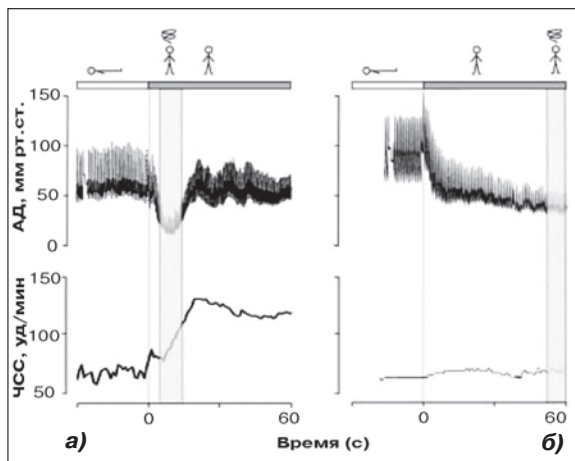 АД, мм рт.ст.
150
100
50
0
ЧСС, уд/мин
150
100
50
0
60
0
60
а)
Время (с)
б)